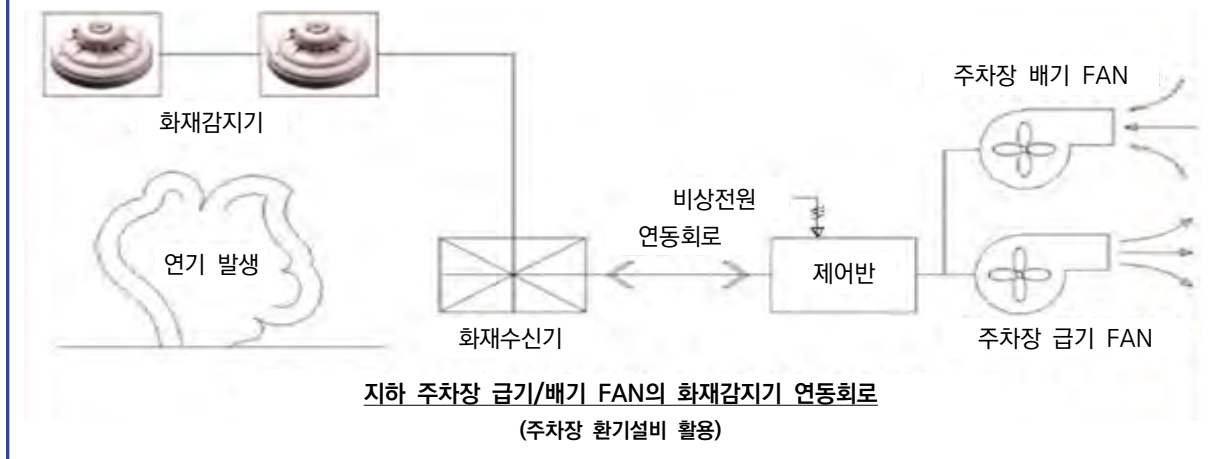 주차장 배기 FAN
화재감지기
비상전원
연동회로
연기 발생
제어반
화재수신기
주차장 급기 FAN
지하 주차장 급기/배기 FAN의 화재감지기 연동회로
(주차장 환기설비 활용)